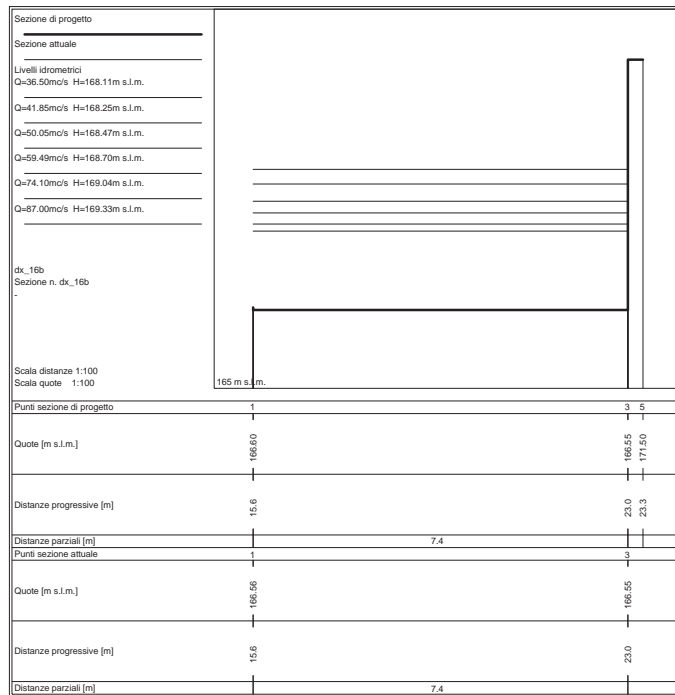 Sezione di progetto
Sezione attuale
Livelli idrometrici
Q=36.50mc/s H=168.11m s.l.m.
Q=41.85mc/s H=168.25m s.l.m.
Q=50.05mc/s H=168.47m s.l.m.
Q=59.49mc/s H=168.70m s.l.m.
Q=74.10mc/s H=169.04m s.l.m.
Q=87.00mc/s H=169.33m s.l.m.
dx_16b
Sezione n. dx_16b
-
Scala distanze 1:100
Scala quote 1:100
165 m s.l.m.
Punti sezione di progetto 1 3 5
Quote [m s.l.m.] 166.60 166.55 171.50
Distanze progressive [m] 15.6 23.0 23.3
Distanze parziali [m] 7.4
Punti sezione attuale 1 3
Quote [m s.l.m.] 166.56 166.55
Distanze progressive [m] 15.6 23.0
Distanze parziali [m] 7.4